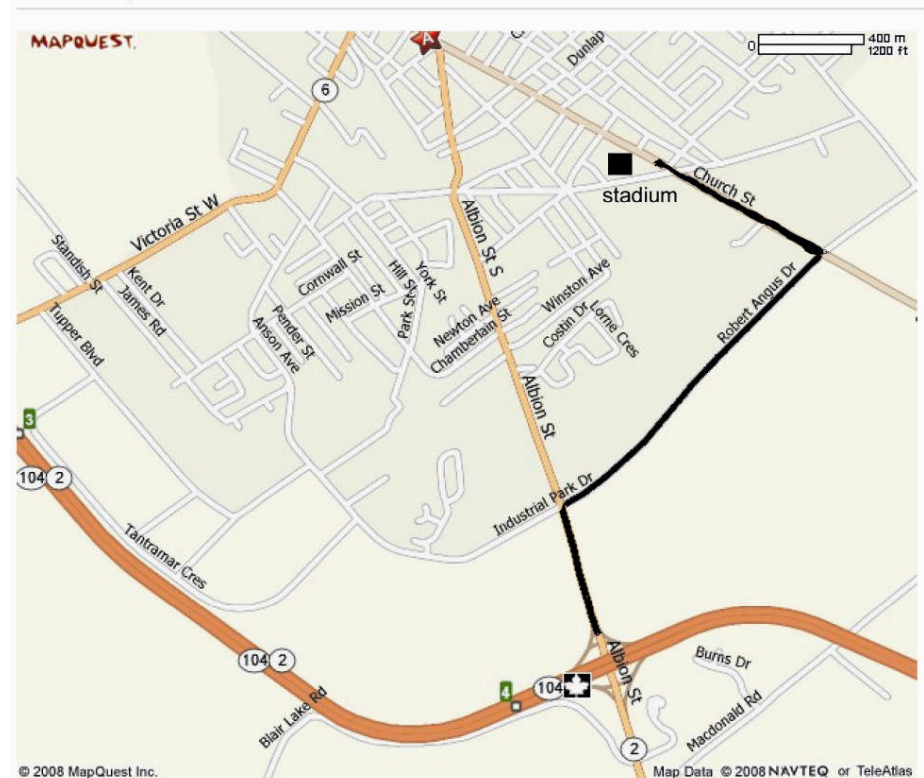 MAPQUEST.
A
0
400 m
1200 ft
Dunlap
6
stadium
Church St
Victoria St W
Albion St S
Standish St
Kent Dr
James Rd
Cornwall St
Mission St
Hill St
York St
Park St
Newton Ave
Chamberlain St
Winston Ave
Costin Dr
Lorne Cres
Robert Angus Dr
Tupper Blvd
Pender St
Anson Ave
Albion St
3
104 2
Industrial Park Dr
Tantramar Cres
104 2
Blair Lake Rd
4
104
Albion St
Burns Dr
Macdonald Rd
2
© 2008 MapQuest Inc.
Map Data © 2008 NAVTEQ or TeleAtlas